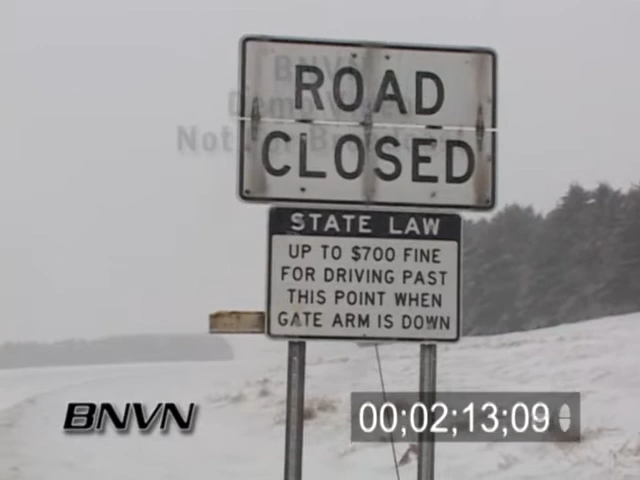 BNVN
ROAD
CLOSED
STATE LAW
UP TO $700 FINE
FOR DRIVING PAST
THIS POINT WHEN
GATE ARM IS DOWN
BNVN
00;02;13;09